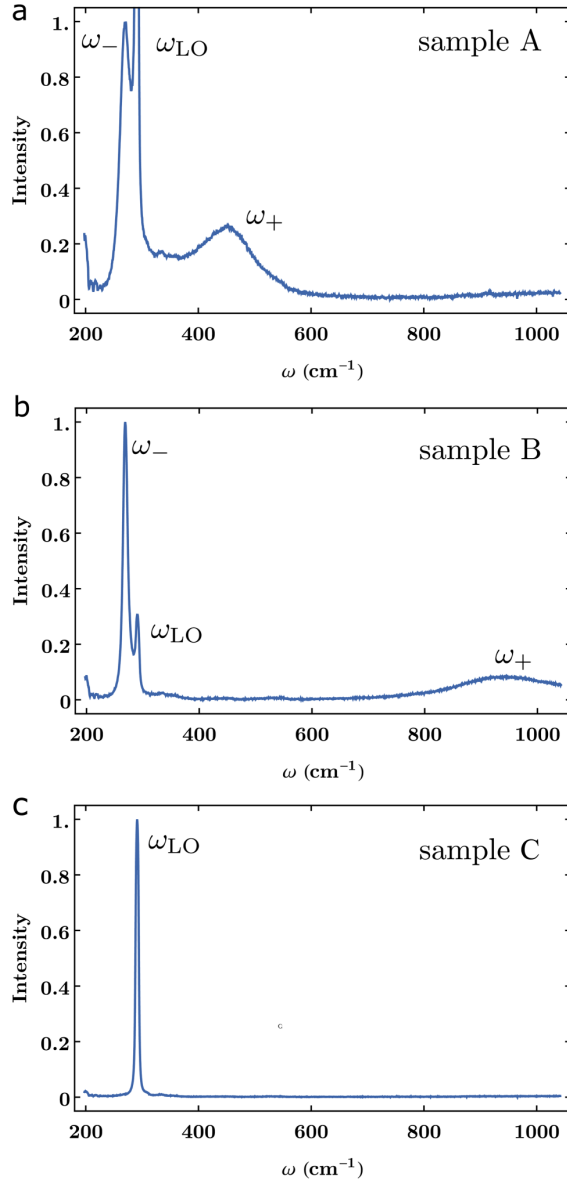 a
sample A
ω₋ ω_LO
ω₊
Intensity
1.
0.8
0.6
0.4
0.2
0
200 400 600 800 1000
ω (cm⁻¹)
b
sample B
ω₋
ω_LO
ω₊
Intensity
1.
0.8
0.6
0.4
0.2
0
200 400 600 800 1000
ω (cm⁻¹)
c
sample C
ω_LO
Intensity
1.
0.8
0.6
0.4
0.2
0
G
200 400 600 800 1000
ω (cm⁻¹)